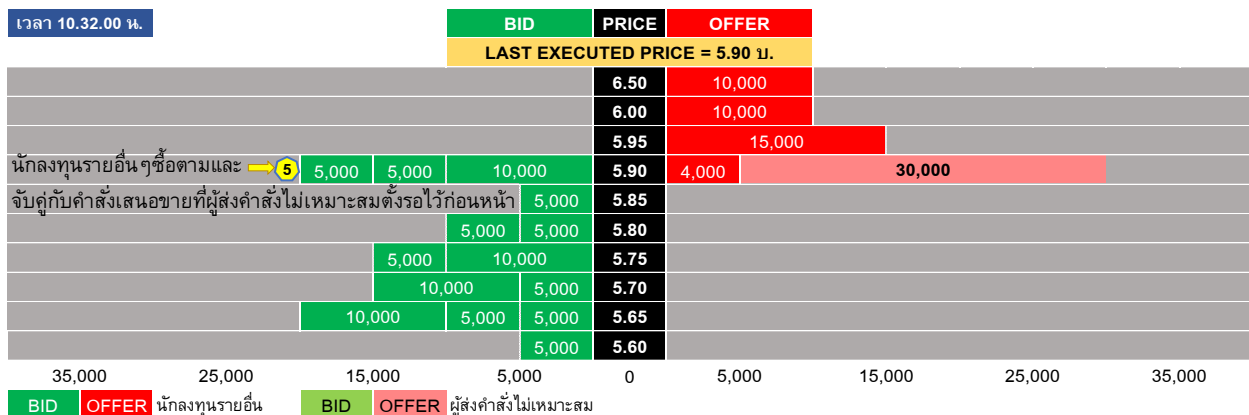 เวลา 10.32.00 น.
BID PRICE OFFER
LAST EXECUTED PRICE = 5.90 บ.
6.50 10,000
6.00 10,000
5.95 15,000
นักลงทุนรายอื่นๆซื้อตามและ 5 5,000 5,000 10,000 5.90 4,000 30,000
จับคู่กับคำสั่งเสนอขายที่ผู้ส่งคำสั่งไม่เหมาะสมตั้งรอไว้ก่อนหน้า 5,000 5.85
5,000 5,000 5.80
5,000 10,000 5.75
10,000 5,000 5.70
10,000 5,000 5,000 5.65
5,000 5.60
35,000 25,000 15,000 5,000 0 5,000 15,000 25,000 35,000
BID OFFER นักลงทุนรายอื่น BID OFFER ผู้ส่งคำสั่งไม่เหมาะสม